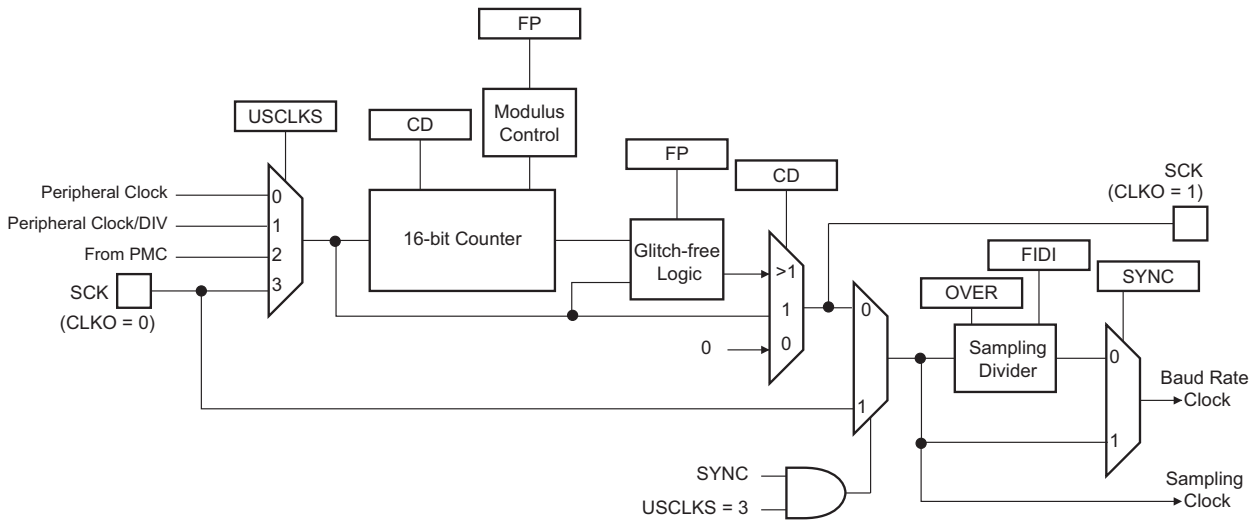 FP
USCLKS
CD
Modulus
Control
FP
CD
SCK
(CLKO = 1)
Peripheral Clock
Peripheral Clock/DIV
From PMC
SCK
(CLKO = 0)
0
1
2
3
16-bit Counter
Glitch-free
Logic
>1
1
0
0
FIDI
OVER
SYNC
0
1
Sampling
Divider
0
1
Baud Rate
Clock
SYNC
USCLKS = 3
Sampling
Clock